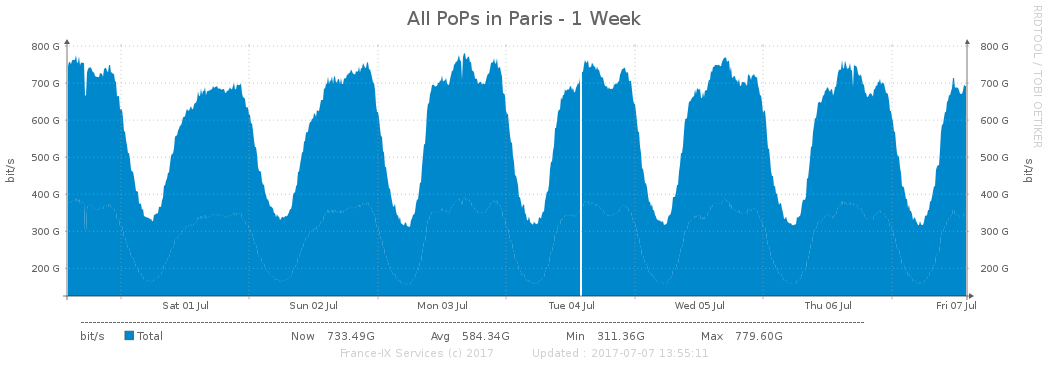 All PoPs in Paris - 1 Week
RRDTOOL / TOBI OETIKER
800 G 800 G
700 G 700 G
600 G 600 G
500 G 500 G
400 G 400 G
300 G 300 G
200 G 200 G
bit/s bit/s
Sat 01 Jul Sun 02 Jul Mon 03 Jul Tue 04 Jul Wed 05 Jul Thu 06 Jul Fri 07 Jul
bit/s Total Now 733.49G Avg 584.34G Min 311.36G Max 779.60G
France-IX Services (c) 2017 Updated : 2017-07-07 13:55:11